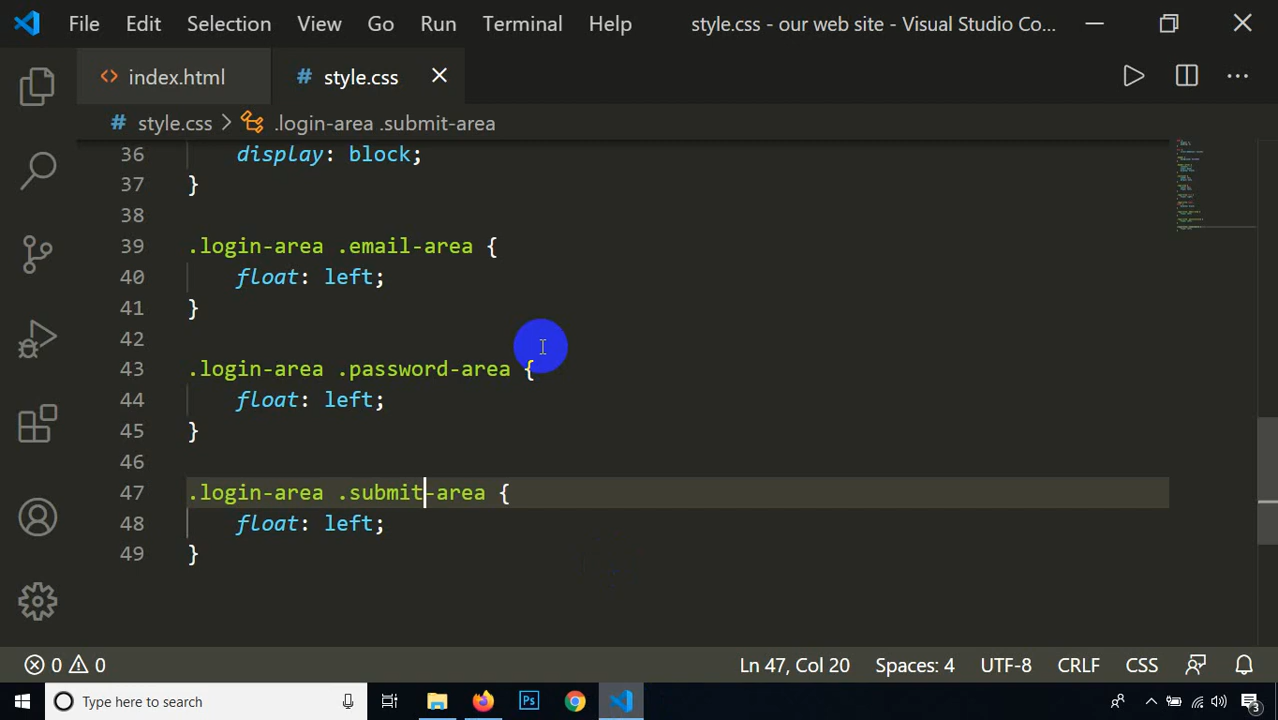 File Edit Selection View Go Run Terminal Help style.css - our web site - Visual Studio Co...
index.html # style.css
# style.css > .login-area .submit-area
36 display: block;
37 }
38
39 .login-area .email-area {
40 float: left;
41 }
42
43 .login-area .password-area {
44 float: left;
45 }
46
47 .login-area .submit-area {
48 float: left;
49 }
0 0 Ln 47, Col 20 Spaces: 4 UTF-8 CRLF CSS
Type here to search Ps 3